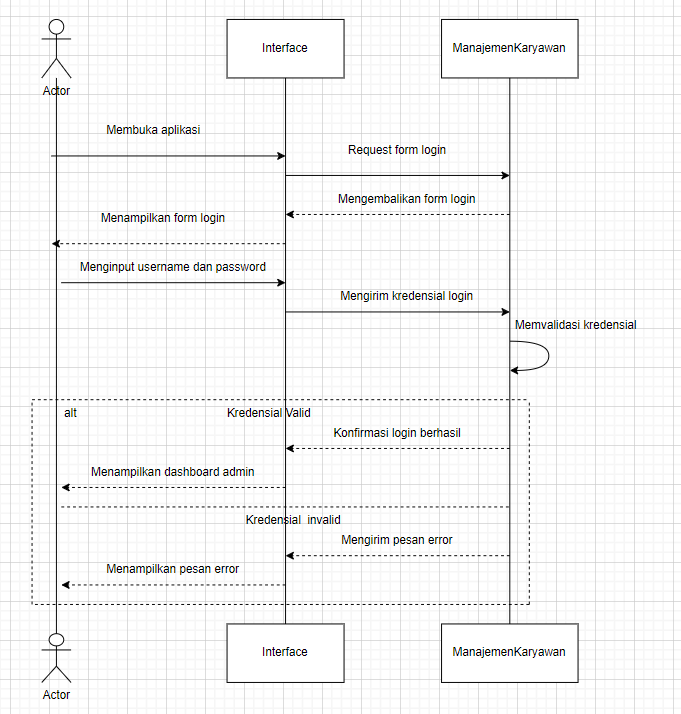 Interface
ManajemenKaryawan
Actor
Membuka aplikasi
Request form login
Mengembalikan form login
Menampilkan form login
Menginput username dan password
Mengirim kredensial login
Memvalidasi kredensial
alt
Kredensial Valid
Konfirmasi login berhasil
Menampilkan dashboard admin
Kredensial  invalid
Mengirim pesan error
Menampilkan pesan error
Interface
ManajemenKaryawan
Actor